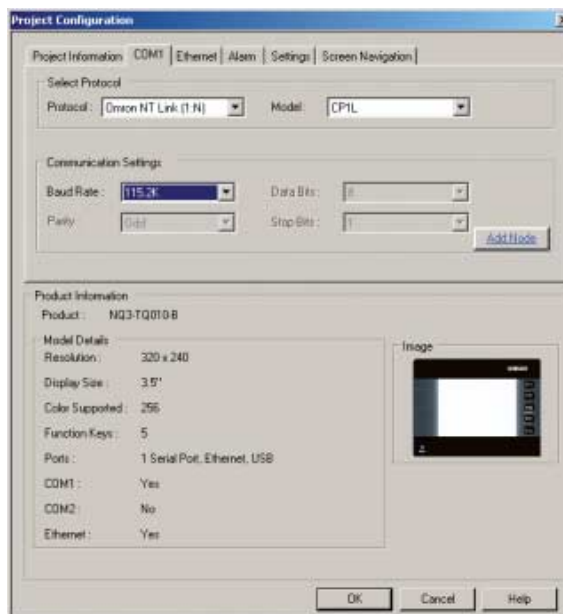 Project Configuration
Project Information COM1 Ethernet Alarm Settings Screen Navigation
Select Protocol
Protocol : Omron NT Link (1:N) Model: CP1L
Communication Settings
Baud Rate : 115.2K Data Bits : 8
Parity Odd Stop Bits : 1
Add Node
Product Information
Product : NQ3-TQ010-B
Model Details
Image
Resolution : 320 x 240
Display Size : 3.5"
Color Supported : 256
Function Keys : 5
Ports : 1 Serial Port, Ethernet, USB
COM1 : Yes
COM2 : No
Ethernet : Yes
OK Cancel Help